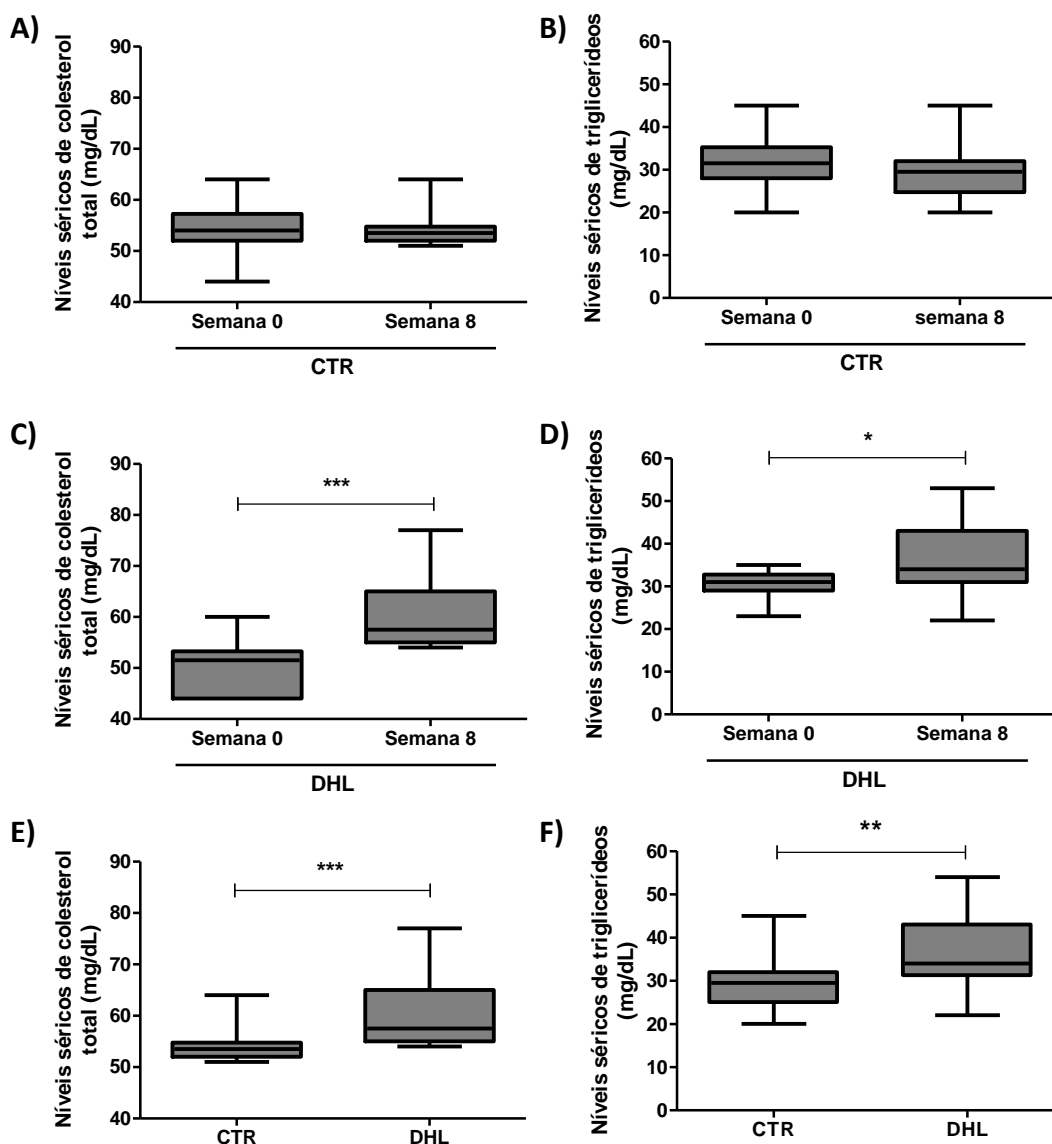 A)
Níveis séricos de colesterol
total (mg/dL)
90
80
70
60
50
40
Semana 0 Semana 8
CTR
B)
Níveis séricos de triglicerídeos
(mg/dL)
60
50
40
30
20
10
0
Semana 0 semana 8
CTR
C)
Níveis séricos de colesterol
total (mg/dL)
90
80
70
60
50
40
***
Semana 0 Semana 8
DHL
D)
Níveis séricos de triglicerídeos
(mg/dL)
60
50
40
30
20
10
0
*
Semana 0 Semana 8
DHL
E)
Níveis séricos de colesterol
total (mg/dL)
90
80
70
60
50
40
***
CTR DHL
F)
Níveis séricos de triglicerídeos
(mg/dL)
60
50
40
30
20
10
0
**
CTR DHL